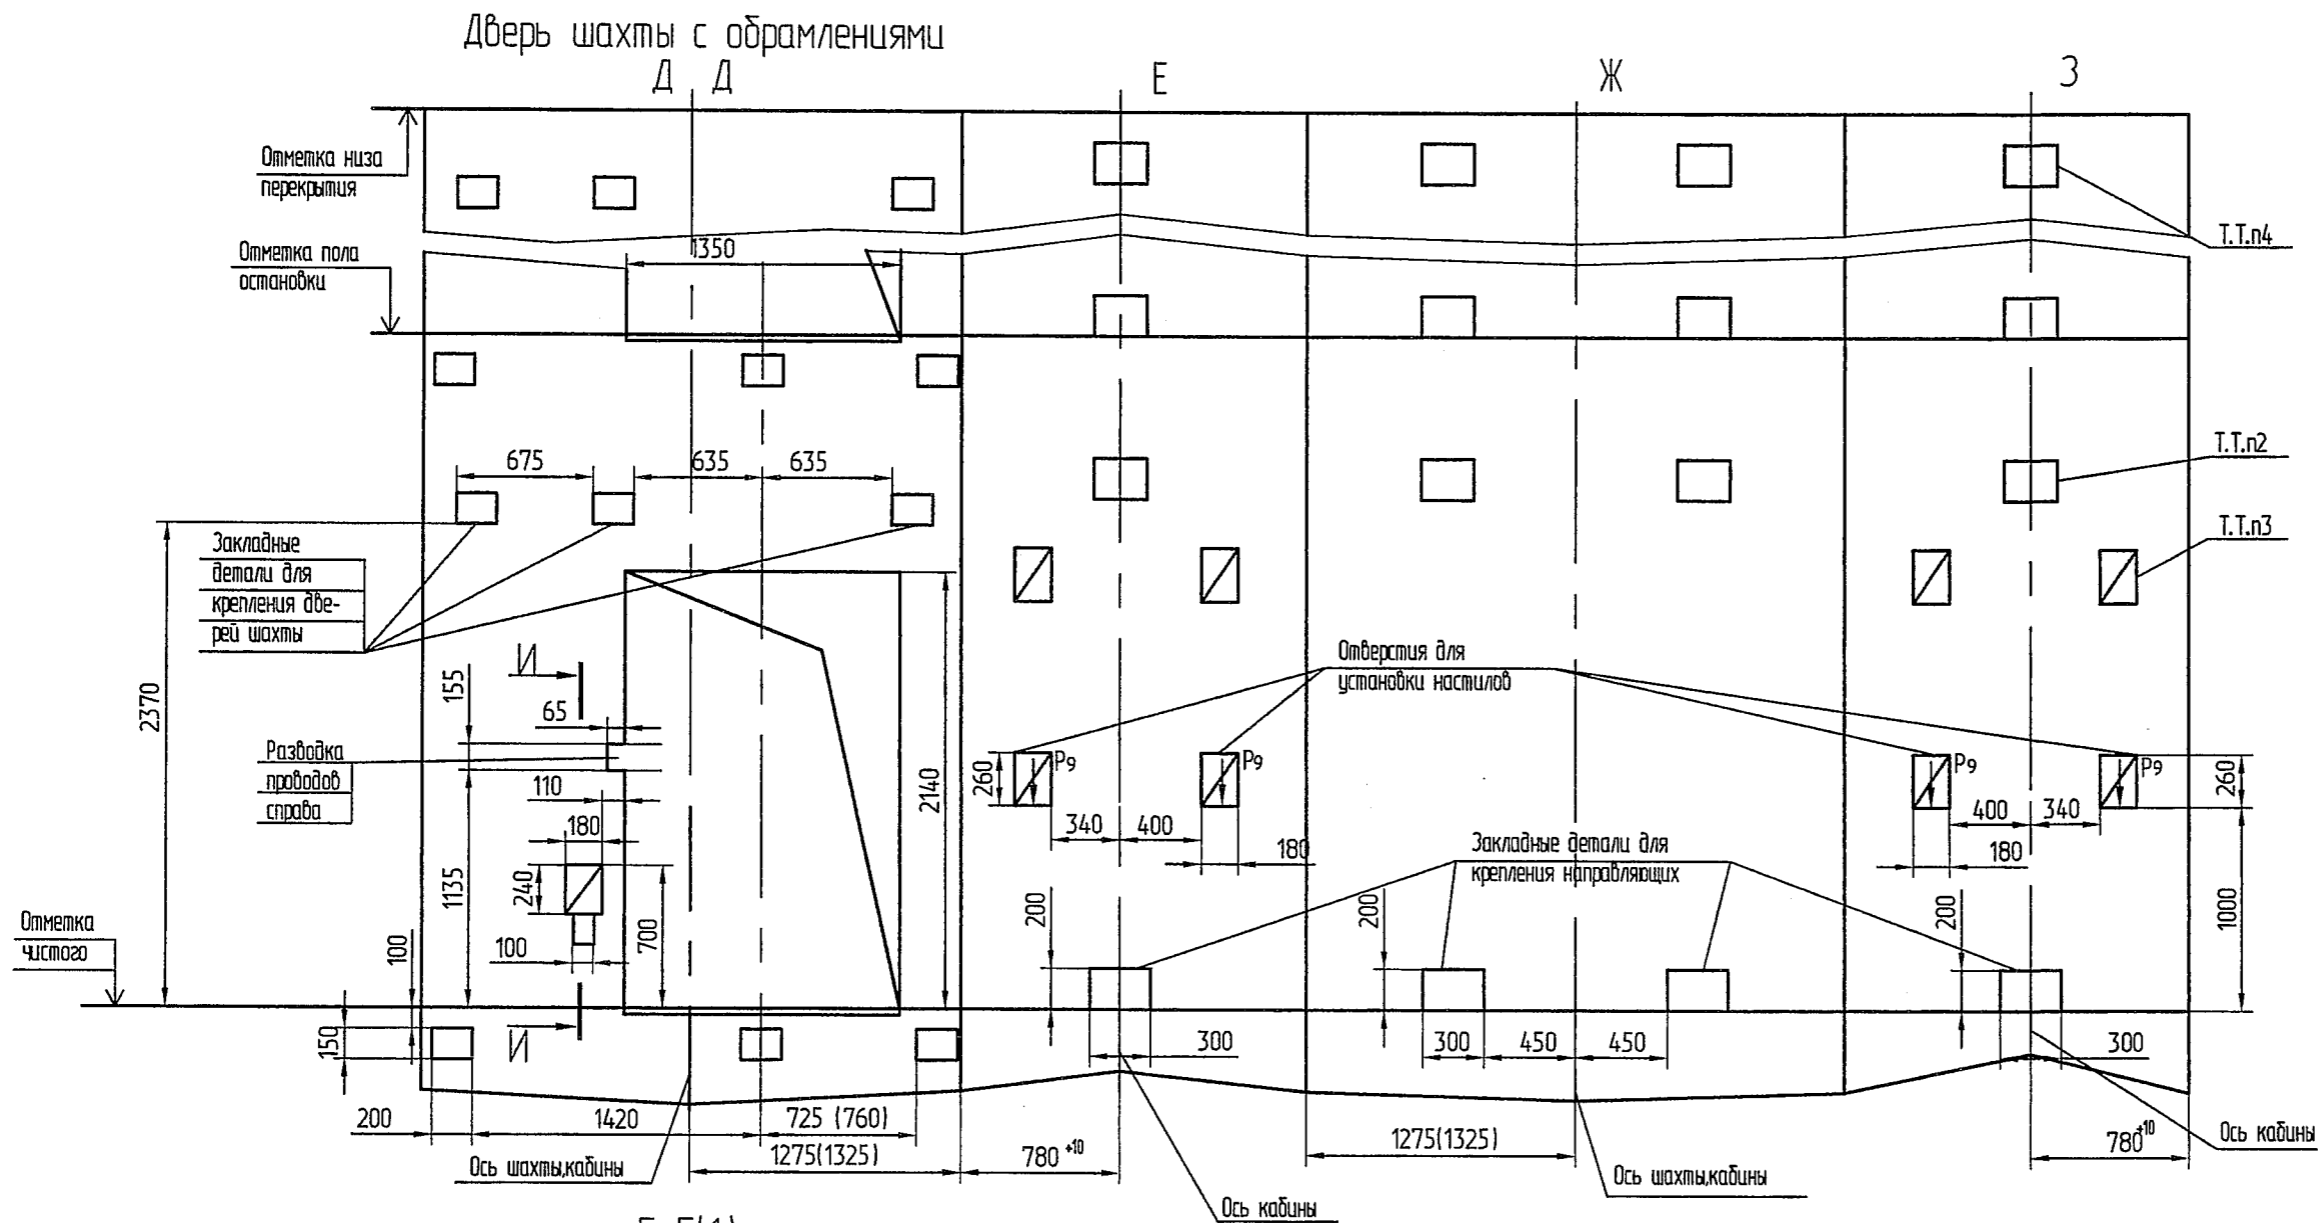 Дверь шахты с обрамлениями
Д Д
Е
Ж
З
Отметка низа
перекрытия
Отметка пола
остановки
1350
Т.Т.п4
675
635
635
Т.Т.п2
Т.Т.п3
Закладные
детали для
крепления две-
рей шахты
2370
И
155
65
Разводка
проводов
справа
110
180
240
1135
100
700
2140
Отверстия для
установки настилов
260
Р9
Р9
340
400
180
Р9
Р9
400
340
180
260
1000
Закладные детали для
крепления направляющих
200
200
200
Отметка
чистого
100
150
И
300
300
450
450
300
200
1420
725 (760)
1275(1325)
780 +10
1275(1325)
780 +10
Ось шахты,кабины
Ось кабины
Ось шахты,кабины
Ось кабины